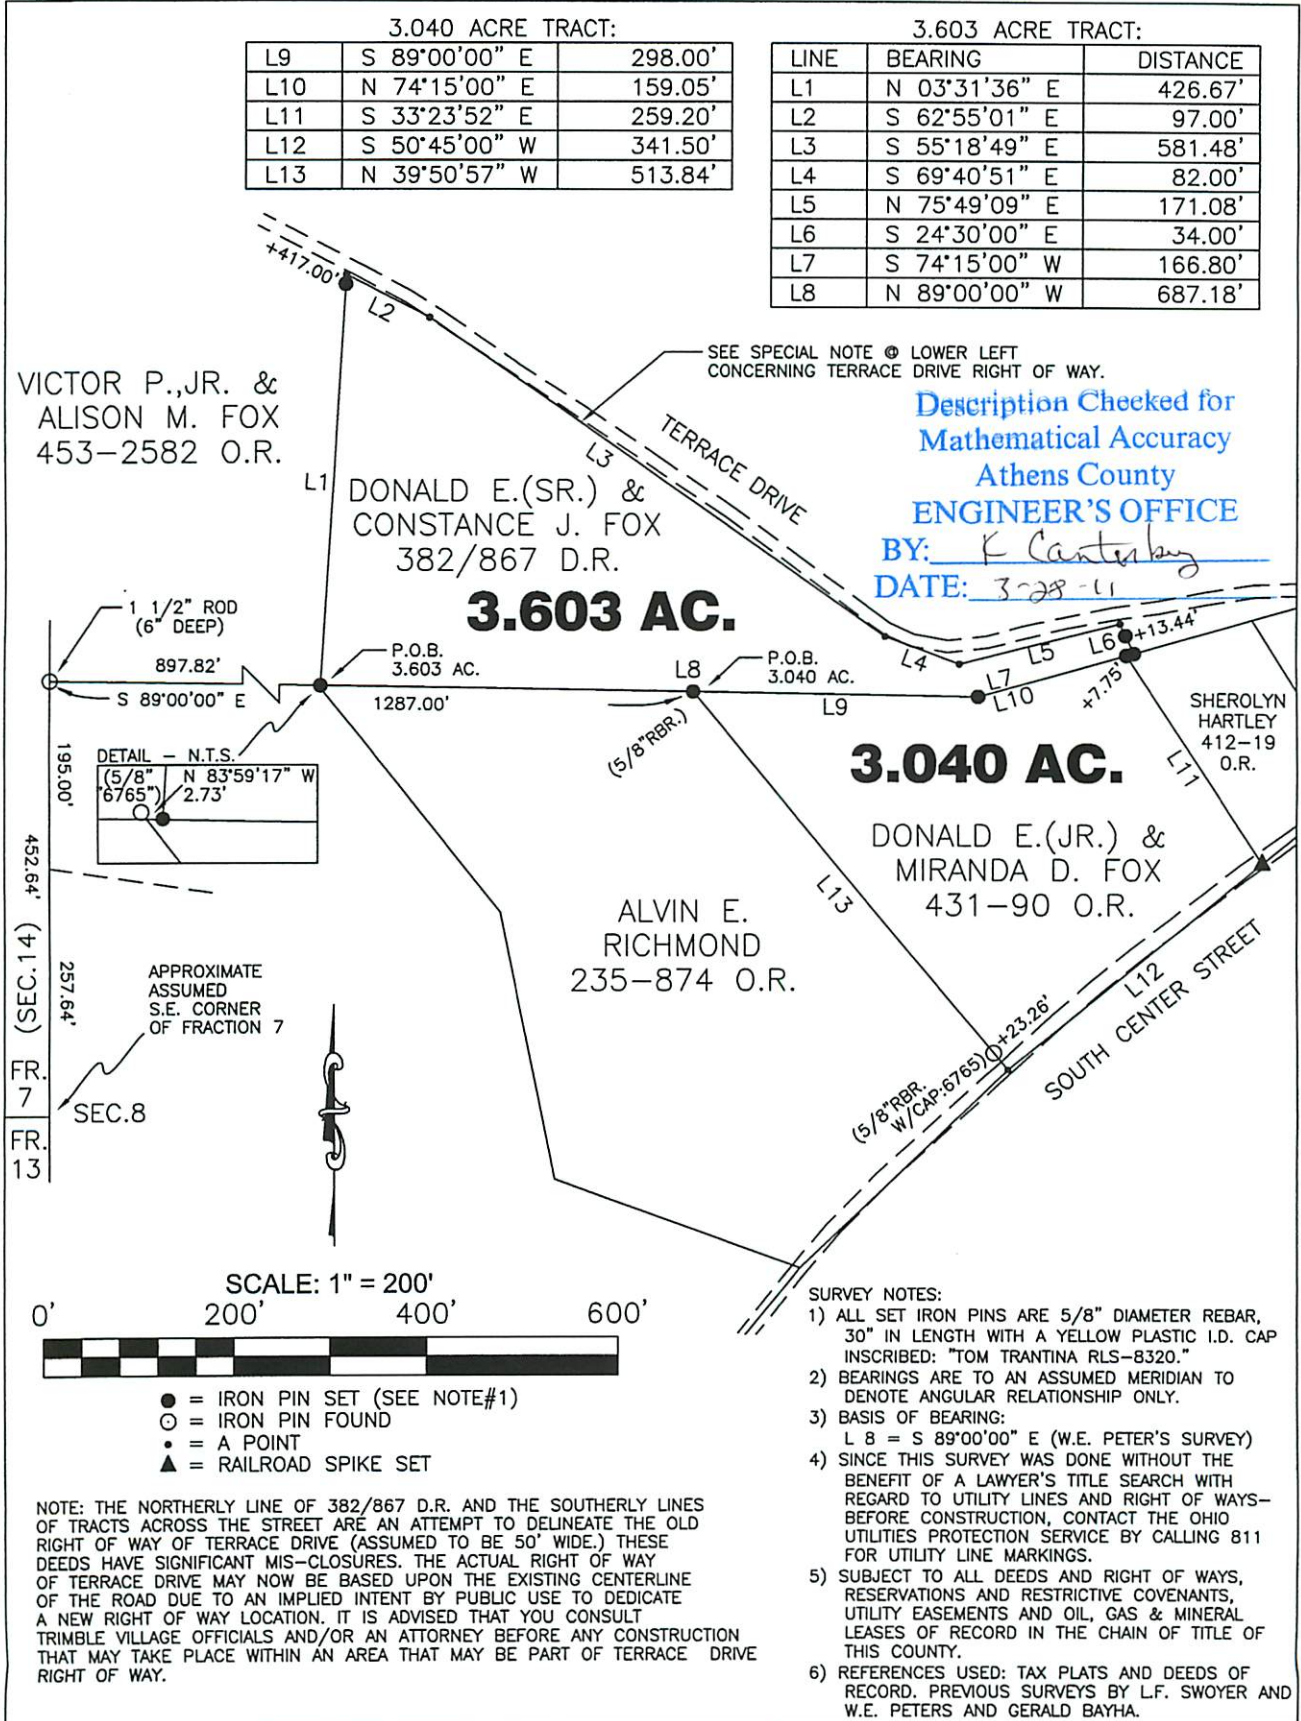 3.040 ACRE TRACT:
L9 S 89°00'00" E 298.00'
L10 N 74°15'00" E 159.05'
L11 S 33°23'52" E 259.20'
L12 S 50°45'00" W 341.50'
L13 N 39°50'57" W 513.84'
3.603 ACRE TRACT:
LINE BEARING DISTANCE
L1 N 03°31'36" E 426.67'
L2 S 62°55'01" E 97.00'
L3 S 55°18'49" E 581.48'
L4 S 69°40'51" E 82.00'
L5 N 75°49'09" E 171.08'
L6 S 24°30'00" E 34.00'
L7 S 74°15'00" W 166.80'
L8 N 89°00'00" W 687.18'
+417.00'
L2
SEE SPECIAL NOTE @ LOWER LEFT
CONCERNING TERRACE DRIVE RIGHT OF WAY.
VICTOR P.,JR. &
ALISON M. FOX
453-2582 O.R.
Description Checked for
Mathematical Accuracy
Athens County
ENGINEER'S OFFICE
BY: K Canterbury
DATE: 3-28-11
TERRACE DRIVE
L3
L1
DONALD E.(SR.) &
CONSTANCE J. FOX
382/867 D.R.
3.603 AC.
1 1/2" ROD
(6" DEEP)
897.82'
S 89°00'00" E
P.O.B.
3.603 AC.
1287.00'
L8
P.O.B.
3.040 AC.
(5/8"RBR.)
L9
L4
L5
L6
+13.44'
L7
L10
+7.75'
SHEROLYN
HARTLEY
412-19
O.R.
L11
195.00'
DETAIL - N.T.S.
(5/8" N 83°59'17" W
"6765") 2.73'
3.040 AC.
DONALD E.(JR.) &
MIRANDA D. FOX
431-90 O.R.
L13
ALVIN E.
RICHMOND
235-874 O.R.
452.64'
(SEC.14)
257.64'
APPROXIMATE
ASSUMED
S.E. CORNER
OF FRACTION 7
FR.
7
SEC.8
FR.
13
L12
SOUTH CENTER STREET
+23.26'
(5/8"RBR.
W/CAP:6765)
SCALE: 1" = 200'
0' 200' 400' 600'
= IRON PIN SET (SEE NOTE#1)
= IRON PIN FOUND
= A POINT
= RAILROAD SPIKE SET
NOTE: THE NORTHERLY LINE OF 382/867 D.R. AND THE SOUTHERLY LINES
OF TRACTS ACROSS THE STREET ARE AN ATTEMPT TO DELINEATE THE OLD
RIGHT OF WAY OF TERRACE DRIVE (ASSUMED TO BE 50' WIDE.) THESE
DEEDS HAVE SIGNIFICANT MIS-CLOSURES. THE ACTUAL RIGHT OF WAY
OF TERRACE DRIVE MAY NOW BE BASED UPON THE EXISTING CENTERLINE
OF THE ROAD DUE TO AN IMPLIED INTENT BY PUBLIC USE TO DEDICATE
A NEW RIGHT OF WAY LOCATION. IT IS ADVISED THAT YOU CONSULT
TRIMBLE VILLAGE OFFICIALS AND/OR AN ATTORNEY BEFORE ANY CONSTRUCTION
THAT MAY TAKE PLACE WITHIN AN AREA THAT MAY BE PART OF TERRACE DRIVE
RIGHT OF WAY.
SURVEY NOTES:
1) ALL SET IRON PINS ARE 5/8" DIAMETER REBAR,
30" IN LENGTH WITH A YELLOW PLASTIC I.D. CAP
INSCRIBED: "TOM TRANTINA RLS-8320."
2) BEARINGS ARE TO AN ASSUMED MERIDIAN TO
DENOTE ANGULAR RELATIONSHIP ONLY.
3) BASIS OF BEARING:
L 8 = S 89°00'00" E (W.E. PETER'S SURVEY)
4) SINCE THIS SURVEY WAS DONE WITHOUT THE
BENEFIT OF A LAWYER'S TITLE SEARCH WITH
REGARD TO UTILITY LINES AND RIGHT OF WAYS-
BEFORE CONSTRUCTION, CONTACT THE OHIO
UTILITIES PROTECTION SERVICE BY CALLING 811
FOR UTILITY LINE MARKINGS.
5) SUBJECT TO ALL DEEDS AND RIGHT OF WAYS,
RESERVATIONS AND RESTRICTIVE COVENANTS,
UTILITY EASEMENTS AND OIL, GAS & MINERAL
LEASES OF RECORD IN THE CHAIN OF TITLE OF
THIS COUNTY.
6) REFERENCES USED: TAX PLATS AND DEEDS OF
RECORD. PREVIOUS SURVEYS BY L.F. SWOYER AND
W.E. PETERS AND GERALD BAYHA.